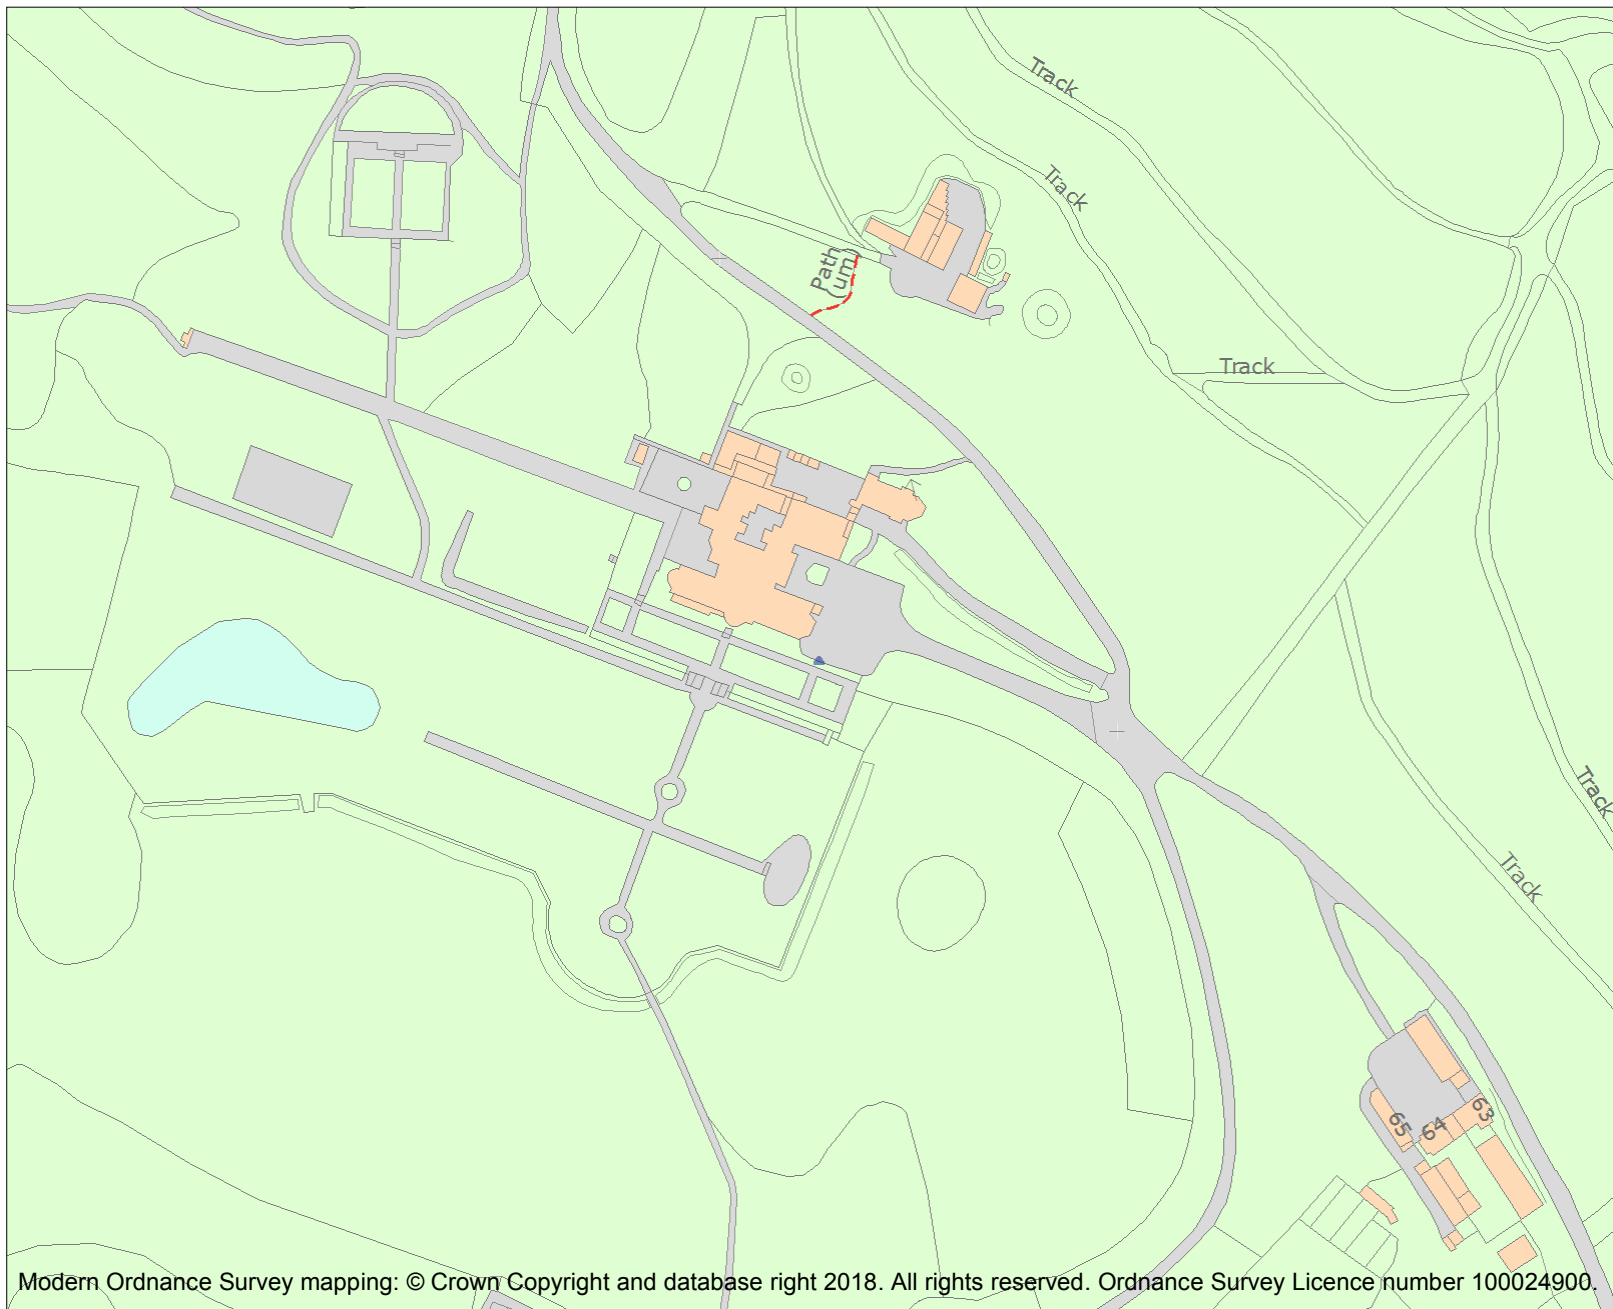 Track
Track
Path
(um)
Track
Track
Track
63
65
64
Modern Ordnance Survey mapping: © Crown Copyright and database right 2018. All rights reserved. Ordnance Survey Licence number 100024900.